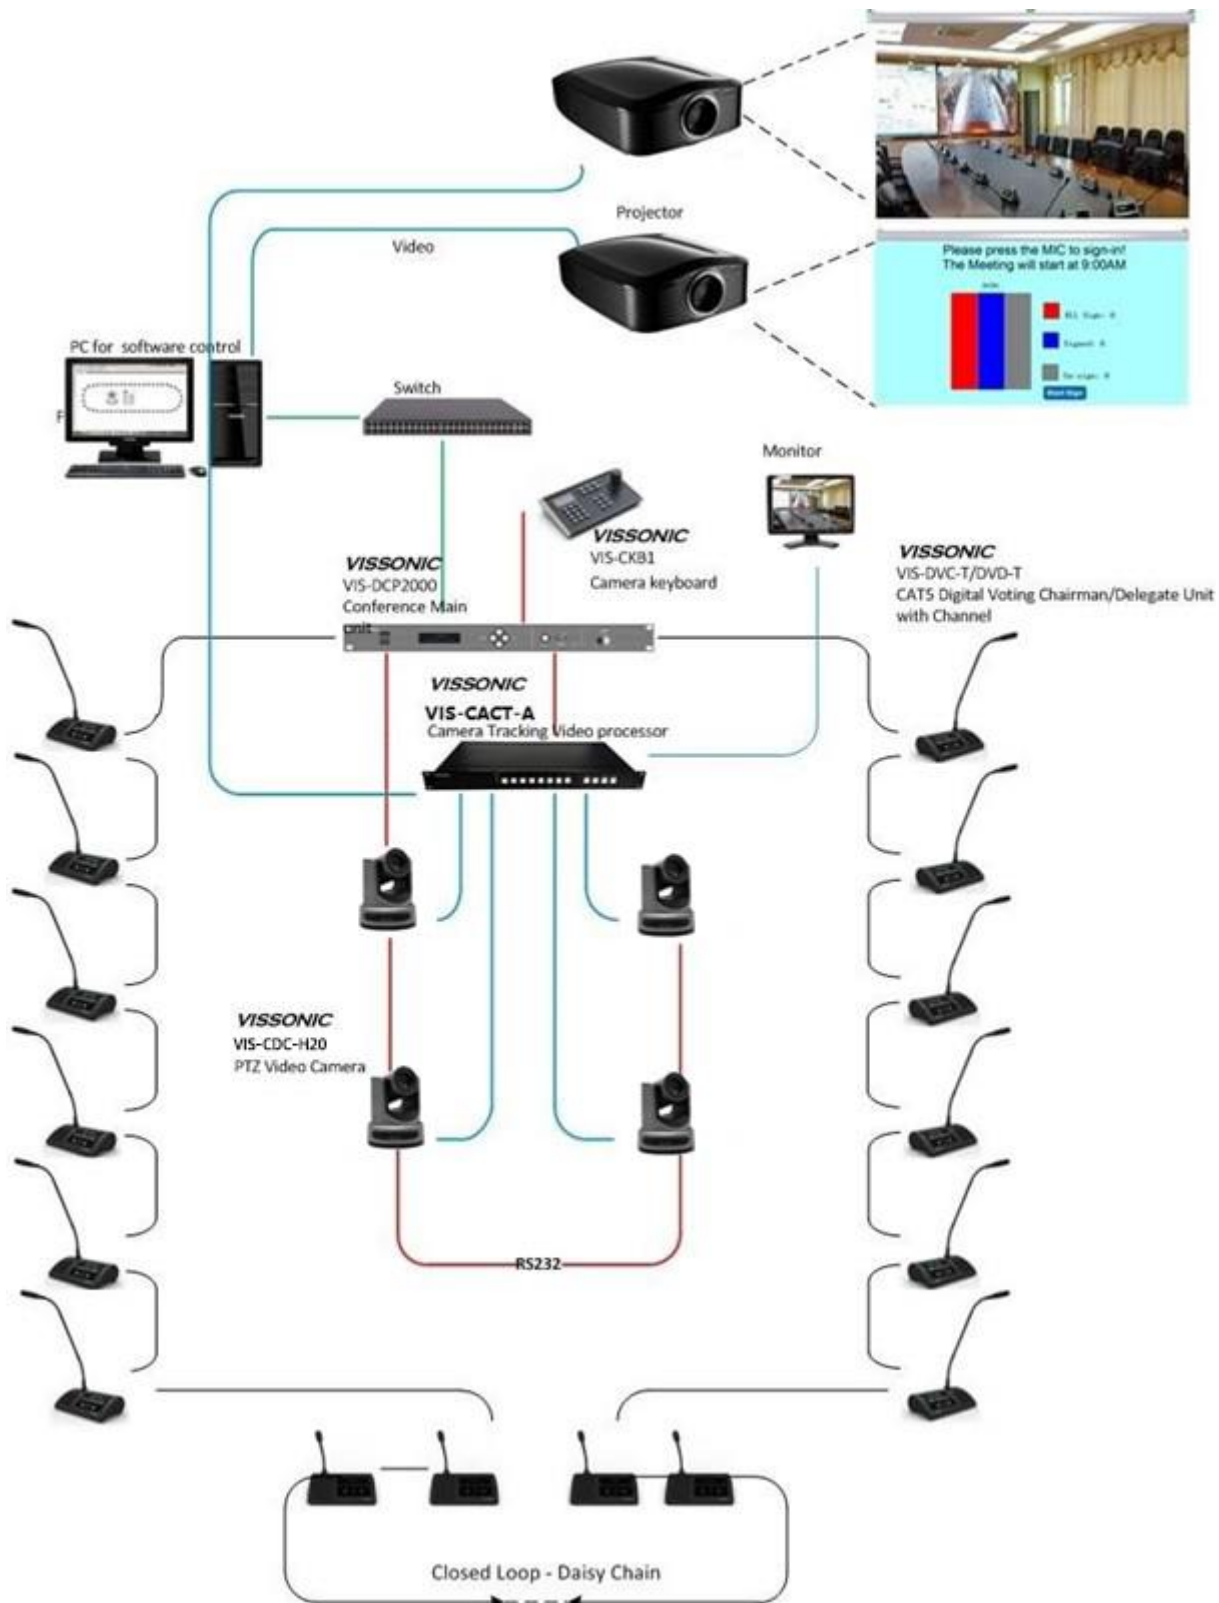 Projector
Video
Please press the MIC to sign-in!
The Meeting will start at 9:00AM
PC for software control
F
Switch
Monitor
VISSONIC
VIS-CKB1
Camera keyboard
VISSONIC
VIS-DCP2000
Conference Main
unit
VISSONIC
VIS-DVC-T/DVD-T
CAT5 Digital Voting Chairman/Delegate Unit
with Channel
VISSONIC
VIS-CACT-A
Camera Tracking Video processor
VISSONIC
VIS-CDC-H20
PTZ Video Camera
RS232
Closed Loop - Daisy Chain